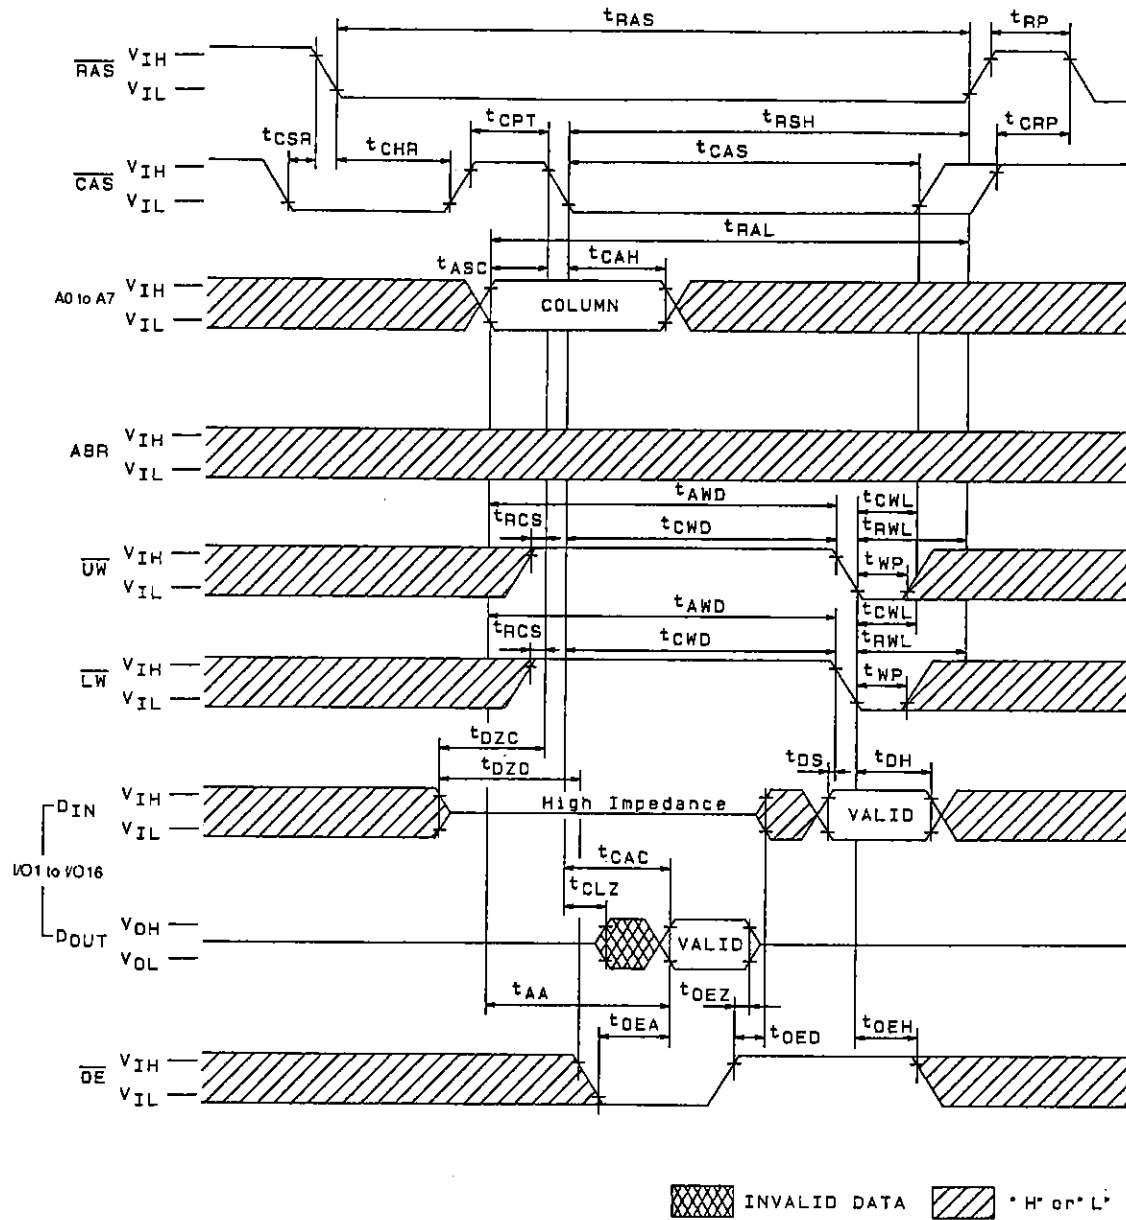 tRAS
tRP
RAS
VIH
VIL
tCSR
tCHR
tCPT
tRSH
tCRP
tCAS
CAS
VIH
VIL
tRAL
tASC
tCAH
A0 to A7
VIH
VIL
COLUMN
A8R
VIH
VIL
tAWD
tCWL
tRCS
tCWD
tRWL
UW
VIH
VIL
tWP
tAWD
tCWL
tRCS
tCWD
tRWL
LW
VIH
VIL
tWP
tDZC
tDZO
tDS
tDH
DIN
VIH
VIL
High Impedance
VALID
I/O1 to I/O16
tCAC
tCLZ
DOUT
VOH
VOL
VALID
tAA
tOEZ
tOEA
tOED
tOEH
OE
VIH
VIL
INVALID DATA
"H" or "L"